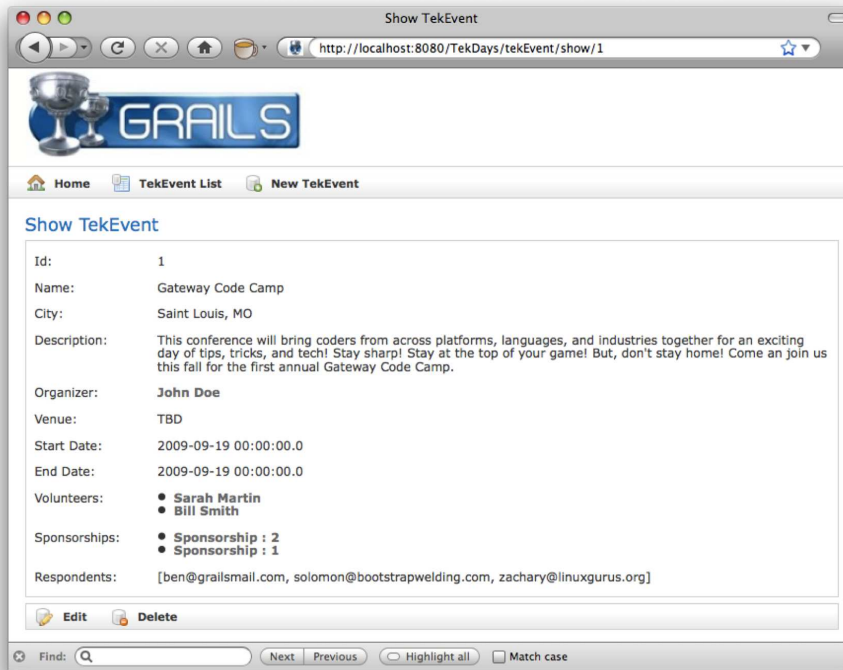 Show TekEvent
http://localhost:8080/TekDays/tekEvent/show/1
GRAILS
Home TekEvent List New TekEvent
Show TekEvent
Id: 1
Name: Gateway Code Camp
City: Saint Louis, MO
Description: This conference will bring coders from across platforms, languages, and industries together for an exciting
day of tips, tricks, and tech! Stay sharp! Stay at the top of your game! But, don't stay home! Come an join us
this fall for the first annual Gateway Code Camp.
Organizer: John Doe
Venue: TBD
Start Date: 2009-09-19 00:00:00.0
End Date: 2009-09-19 00:00:00.0
Volunteers: • Sarah Martin
• Bill Smith
Sponsorships: • Sponsorship : 2
• Sponsorship : 1
Respondents: [ben@grailsmail.com, solomon@bootstrapwelding.com, zachary@linuxgurus.org]
Edit Delete
Find: Next Previous Highlight all Match case